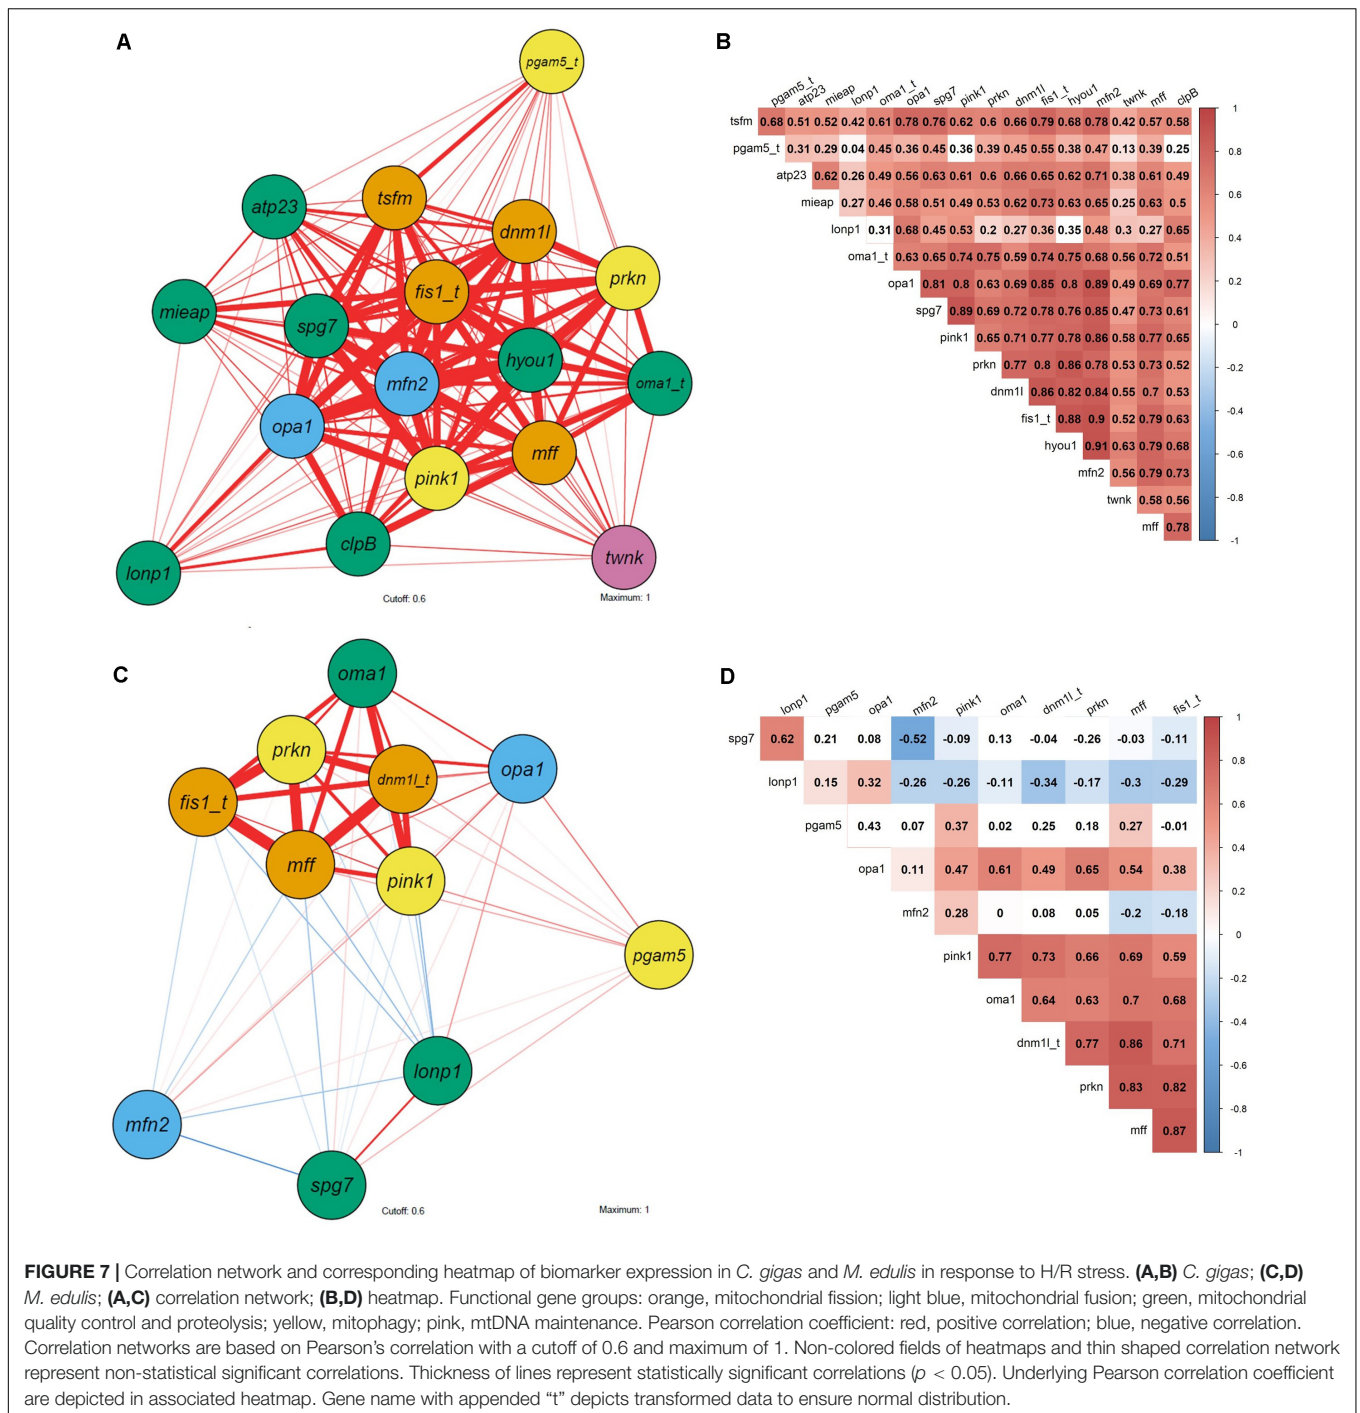 A
pgam5_t
tsfm
atp23
dnm1l
prkn
fis1_t
mieap
spg7
hyou1
mfn2
oma1_t
opa1
mff
pink1
clpB
twnk
lonp1
Cutoff: 0.6 Maximum: 1
B
pgam5_t atp23 mieap lonp1 oma1_t opa1 spg7 pink1 prkn dnm1l fis1_t hyou1 mfn2 twnk mff clpB
tsfm 0.68 0.51 0.52 0.42 0.61 0.78 0.76 0.62 0.6 0.66 0.79 0.68 0.78 0.42 0.57 0.58
pgam5_t 0.31 0.29 0.04 0.45 0.36 0.45 0.36 0.39 0.45 0.55 0.38 0.47 0.13 0.39 0.25
atp23 0.62 0.26 0.49 0.56 0.63 0.61 0.6 0.66 0.65 0.62 0.71 0.38 0.61 0.49
mieap 0.27 0.46 0.58 0.51 0.49 0.53 0.62 0.73 0.63 0.65 0.25 0.63 0.5
lonp1 0.31 0.68 0.45 0.53 0.2 0.27 0.36 0.35 0.48 0.3 0.27 0.65
oma1_t 0.63 0.65 0.74 0.75 0.59 0.74 0.75 0.68 0.56 0.72 0.51
opa1 0.81 0.8 0.63 0.69 0.85 0.8 0.89 0.49 0.69 0.77
spg7 0.89 0.69 0.72 0.78 0.76 0.85 0.47 0.73 0.61
pink1 0.65 0.71 0.77 0.78 0.86 0.58 0.77 0.65
prkn 0.77 0.8 0.86 0.78 0.53 0.73 0.52
dnm1l 0.86 0.82 0.84 0.55 0.7 0.53
fis1_t 0.88 0.9 0.52 0.79 0.63
hyou1 0.91 0.63 0.79 0.68
mfn2 0.56 0.79 0.73
twnk 0.58 0.56
mff 0.78
1
0.8
0.6
0.4
0.2
0
-0.2
-0.4
-0.6
-0.8
-1
C
oma1
prkn
dnm1l_t
opa1
fis1_t
mff
pink1
pgam5
lonp1
mfn2
spg7
Cutoff: 0.6 Maximum: 1
D
lonp1 pgam5 opa1 mfn2 pink1 oma1 dnm1l_t prkn mff fis1_t
spg7 0.62 0.21 0.08 -0.52 -0.09 0.13 -0.04 -0.26 -0.03 -0.11
lonp1 0.15 0.32 -0.26 -0.26 -0.11 -0.34 -0.17 -0.3 -0.29
pgam5 0.43 0.07 0.37 0.02 0.25 0.18 0.27 -0.01
opa1 0.11 0.47 0.61 0.49 0.65 0.54 0.38
mfn2 0.28 0 0.08 0.05 -0.2 -0.18
pink1 0.77 0.73 0.66 0.69 0.59
oma1 0.64 0.63 0.7 0.68
dnm1l_t 0.77 0.86 0.71
prkn 0.83 0.82
mff 0.87
1
0.8
0.6
0.4
0.2
0
-0.2
-0.4
-0.6
-0.8
-1
FIGURE 7 | Correlation network and corresponding heatmap of biomarker expression in C. gigas and M. edulis in response to H/R stress. (A,B) C. gigas; (C,D)
M. edulis; (A,C) correlation network; (B,D) heatmap. Functional gene groups: orange, mitochondrial fission; light blue, mitochondrial fusion; green, mitochondrial
quality control and proteolysis; yellow, mitophagy; pink, mtDNA maintenance. Pearson correlation coefficient: red, positive correlation; blue, negative correlation.
Correlation networks are based on Pearson's correlation with a cutoff of 0.6 and maximum of 1. Non-colored fields of heatmaps and thin shaped correlation network
represent non-statistical significant correlations. Thickness of lines represent statistically significant correlations (p < 0.05). Underlying Pearson correlation coefficient
are depicted in associated heatmap. Gene name with appended "t" depicts transformed data to ensure normal distribution.